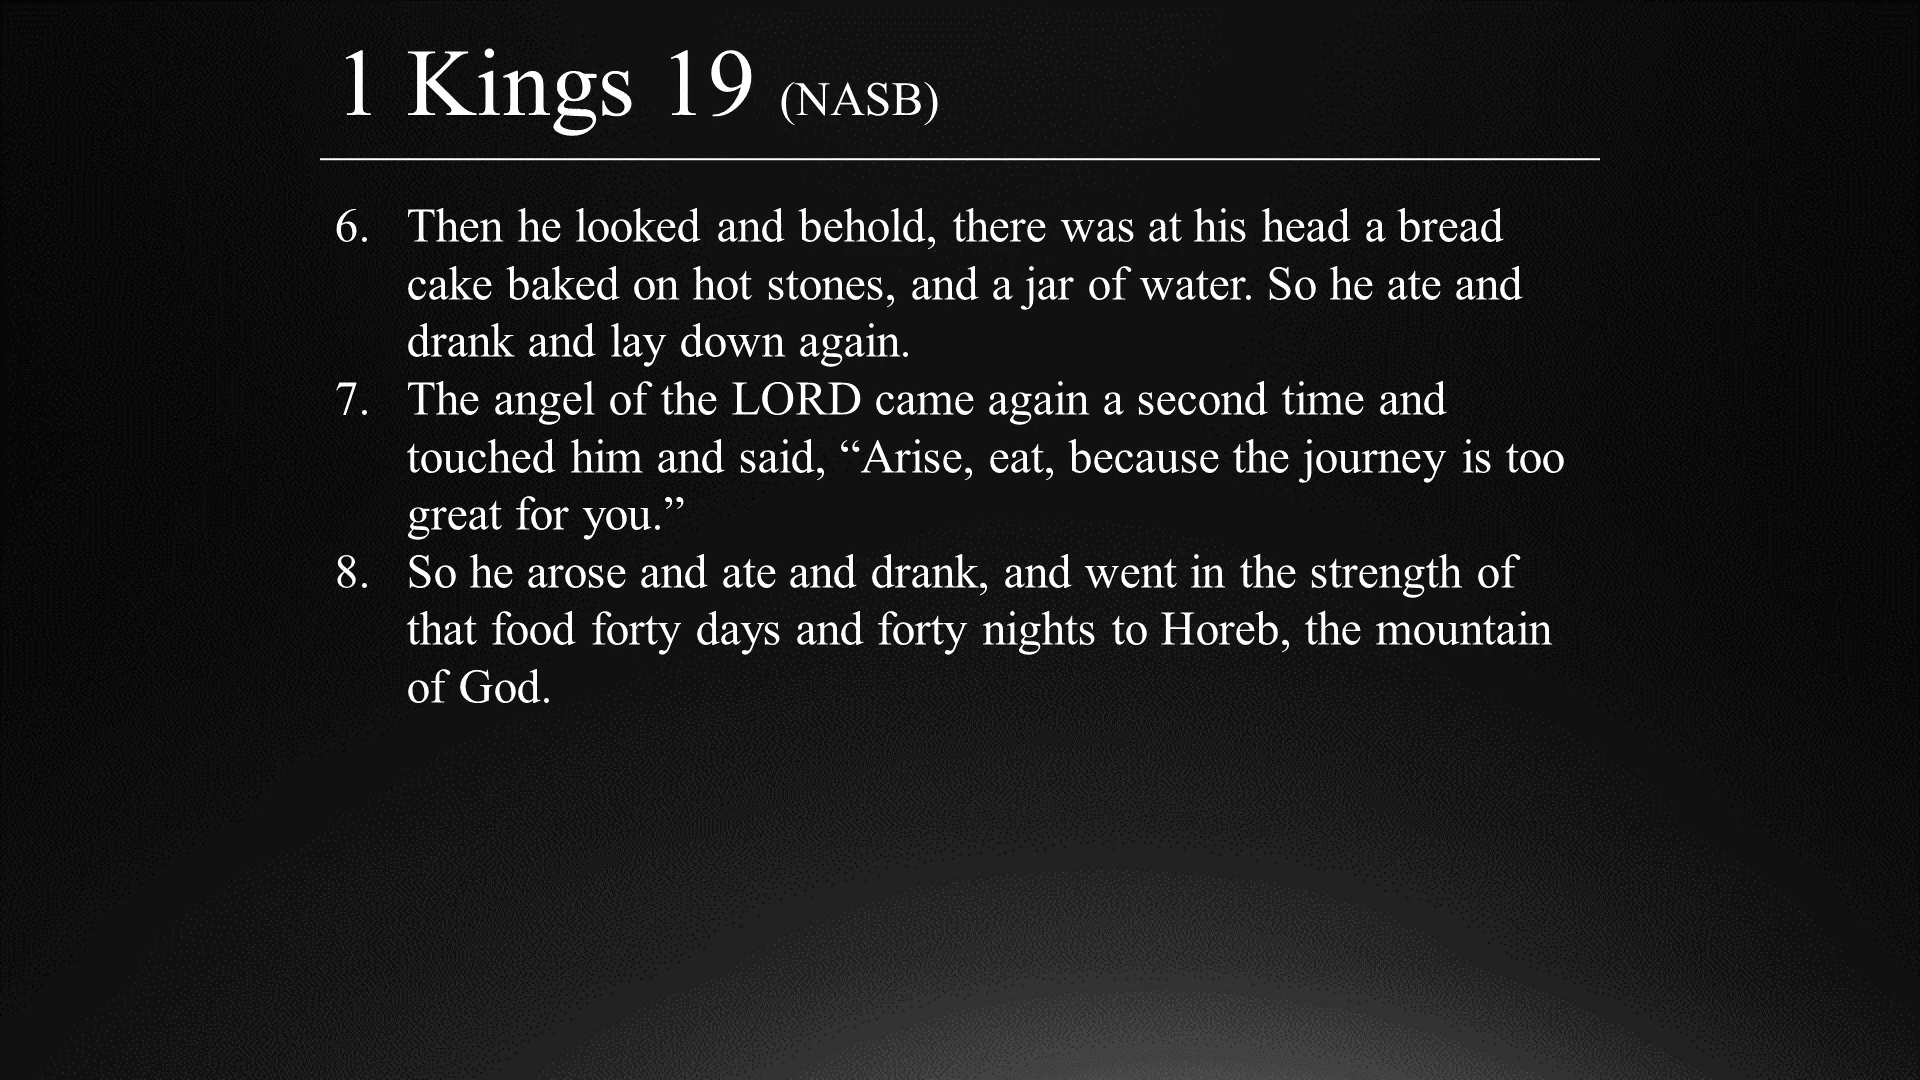 1 Kings 19 (NASB)
6. Then he looked and behold, there was at his head a bread
cake baked on hot stones, and a jar of water. So he ate and
drank and lay down again.
7. The angel of the LORD came again a second time and
touched him and said, “Arise, eat, because the journey is too
great for you.”
8. So he arose and ate and drank, and went in the strength of
that food forty days and forty nights to Horeb, the mountain
of God.